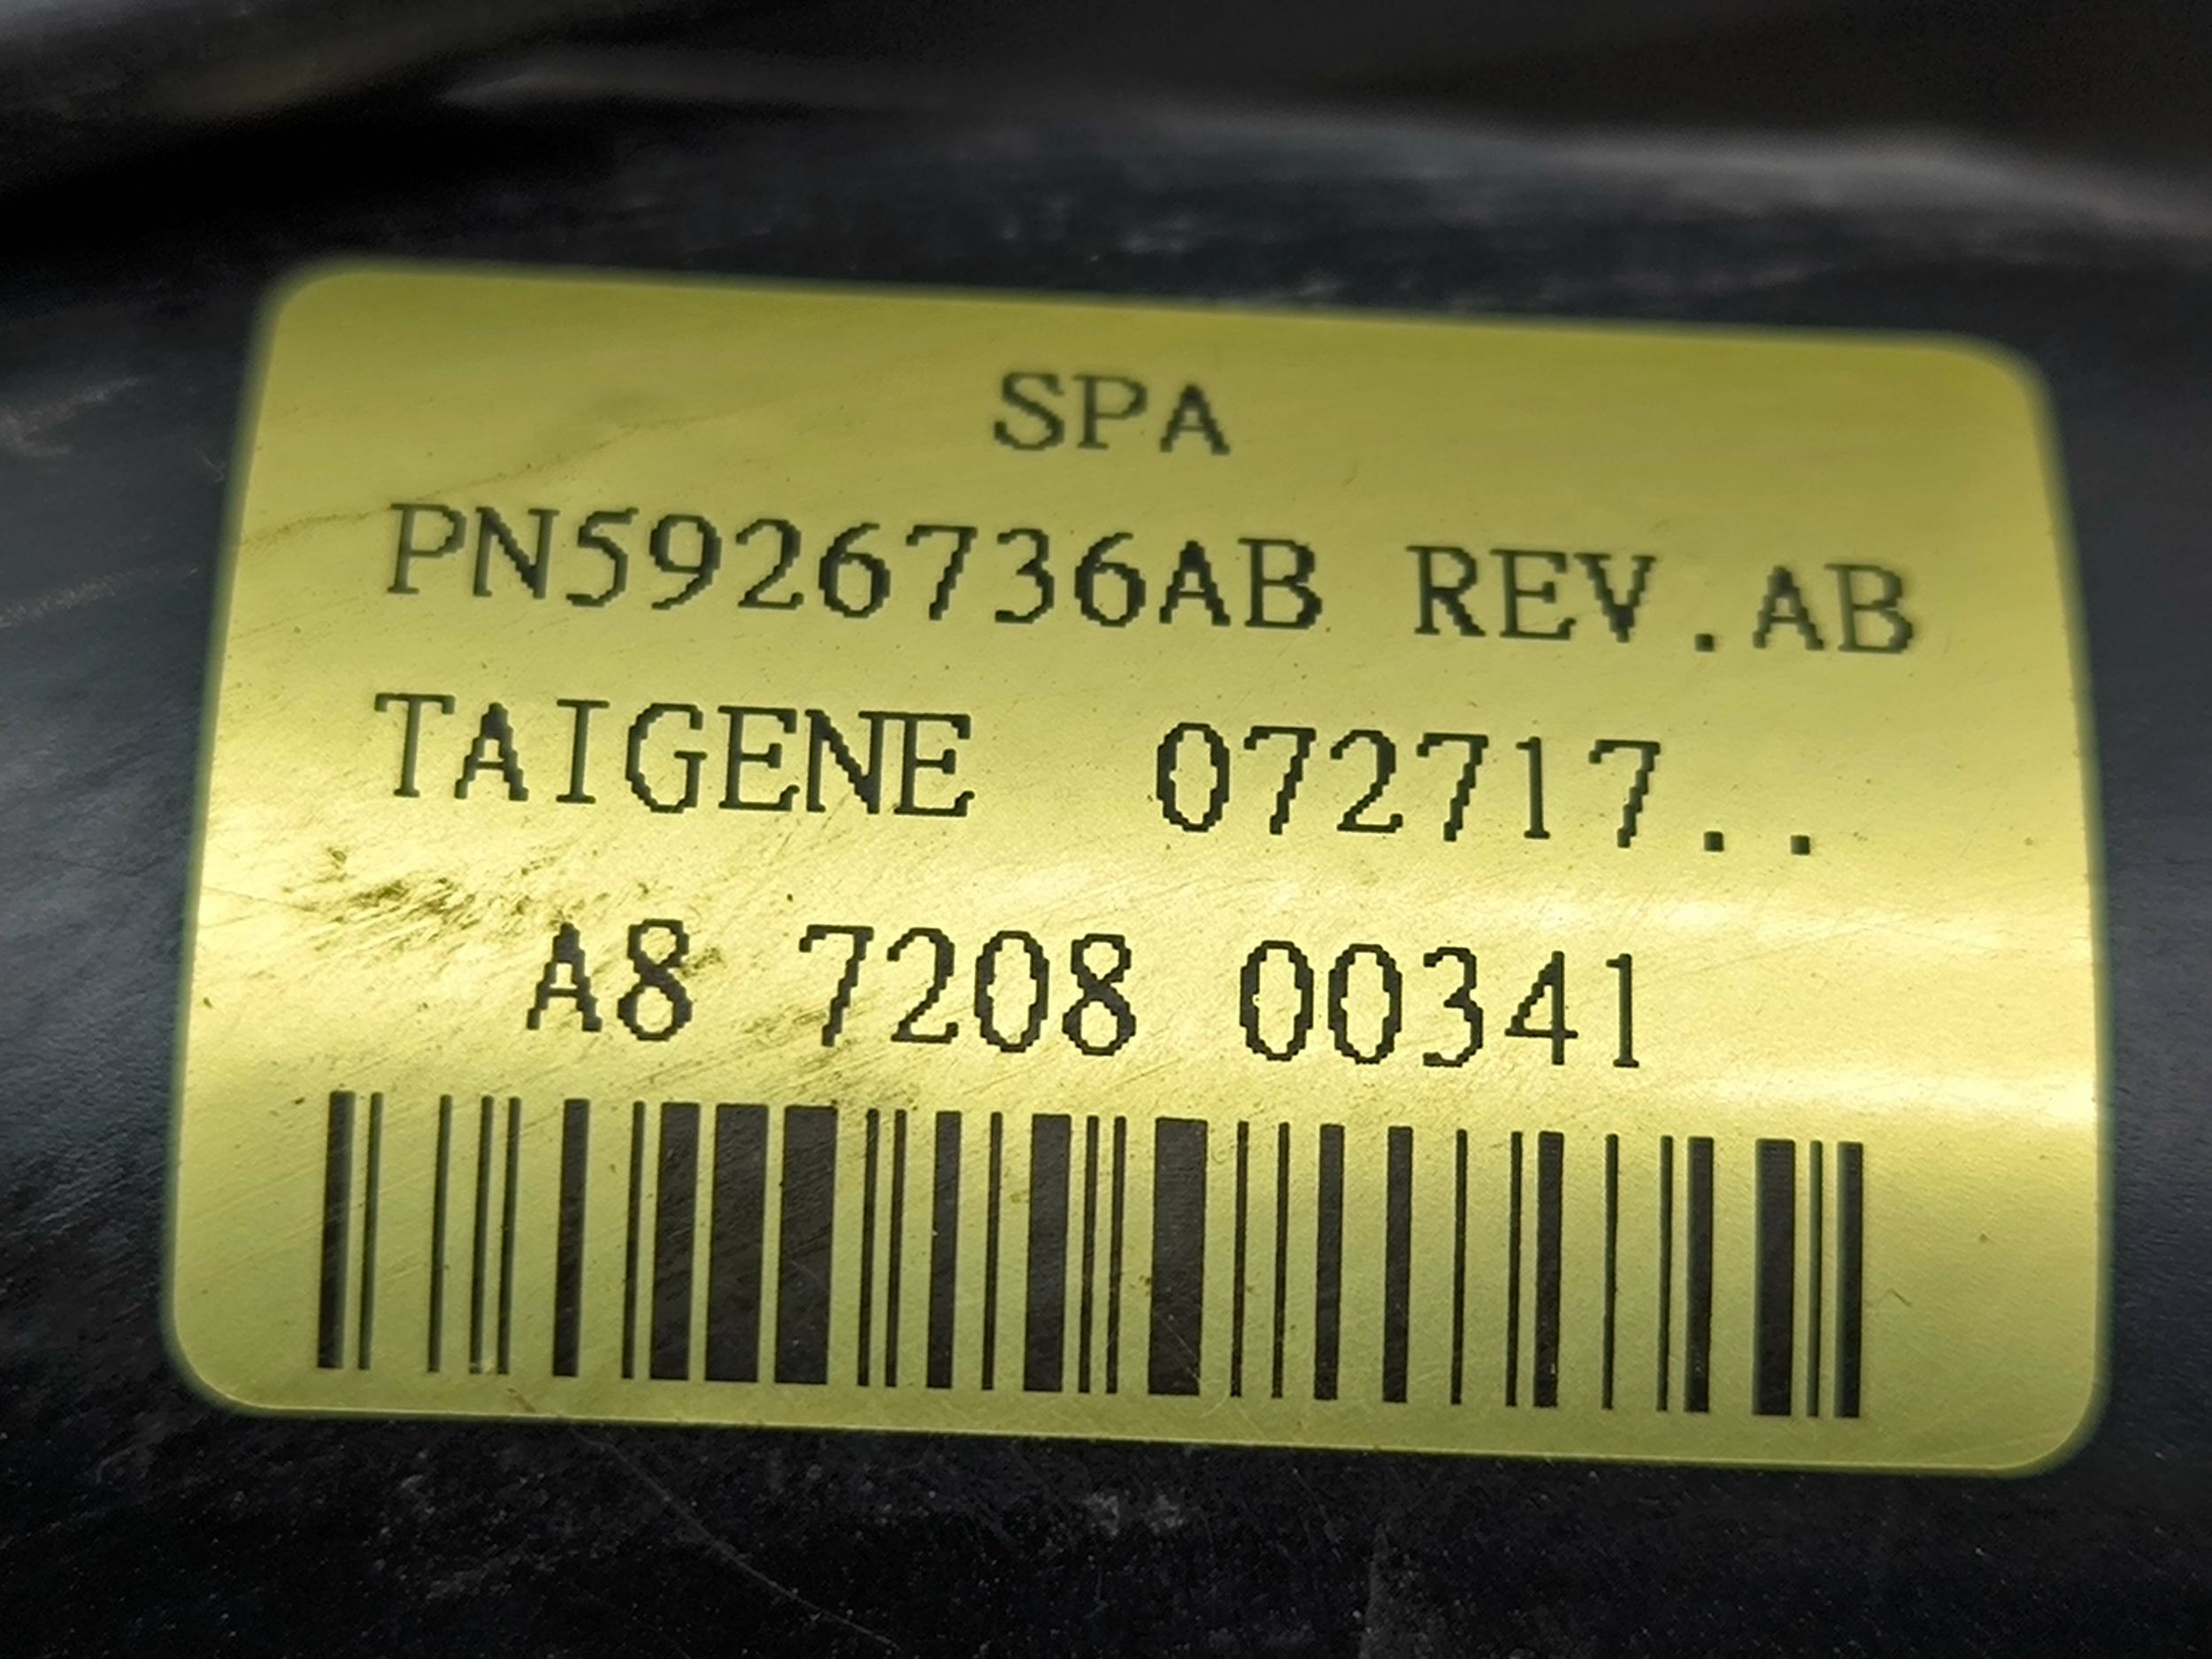 SPA
PN5926736AB REV.AB
TAIGENE 072717..
A8 7208 00341